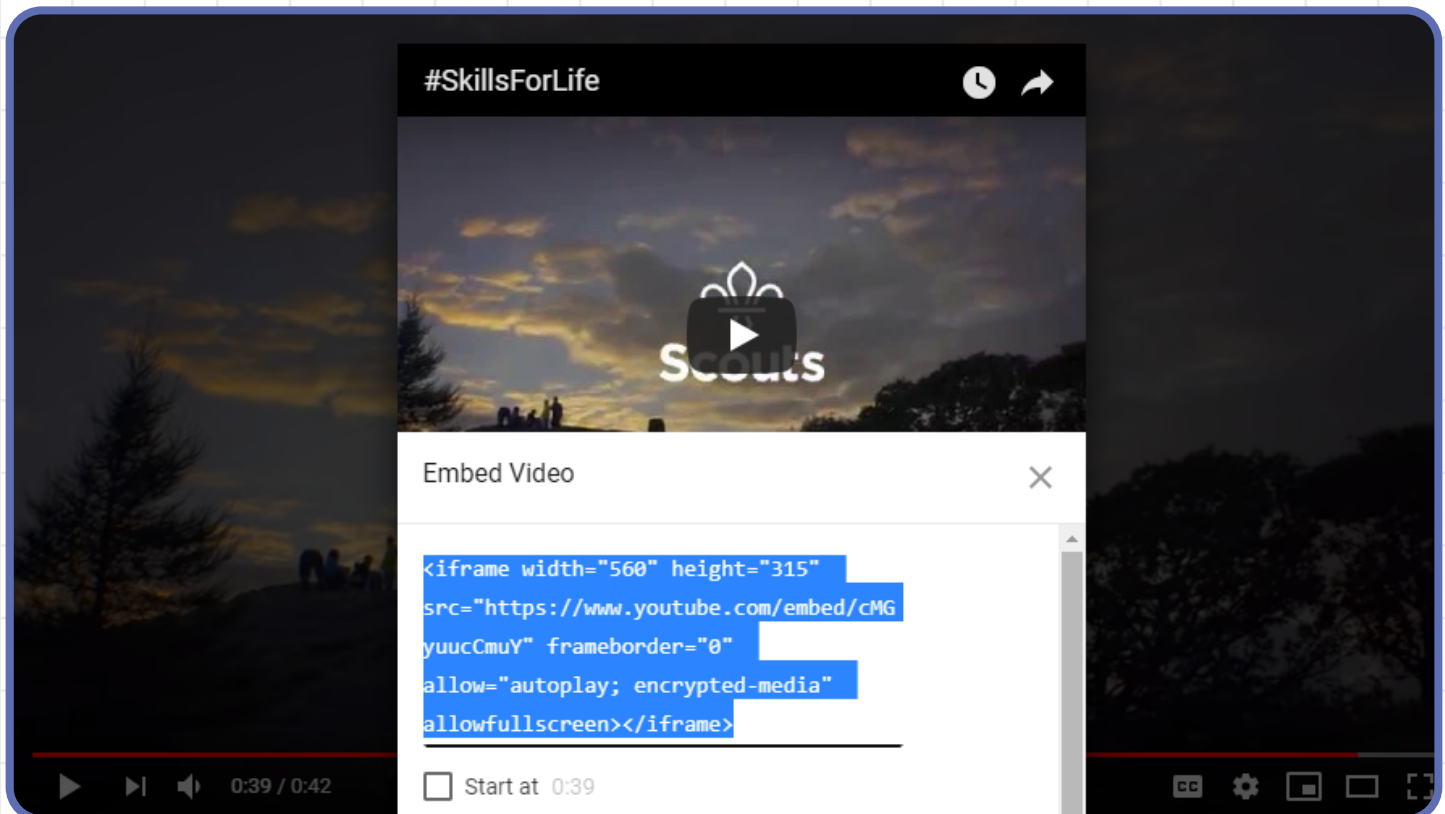 #SkillsForLife
Scouts
Embed Video
<iframe width="560" height="315"
src="https://www.youtube.com/embed/cMG
yuucCmuY" frameborder="0"
allow="autoplay; encrypted-media"
allowfullscreen></iframe>
Start at 0:39
0:39 / 0:42
CC